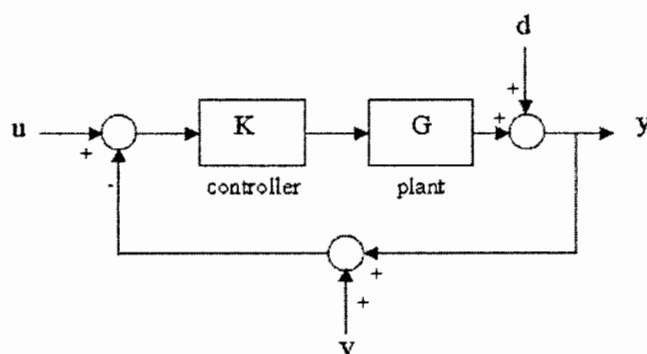 d
+
u
+
K
+
G
y
controller
plant
-
+
+
v